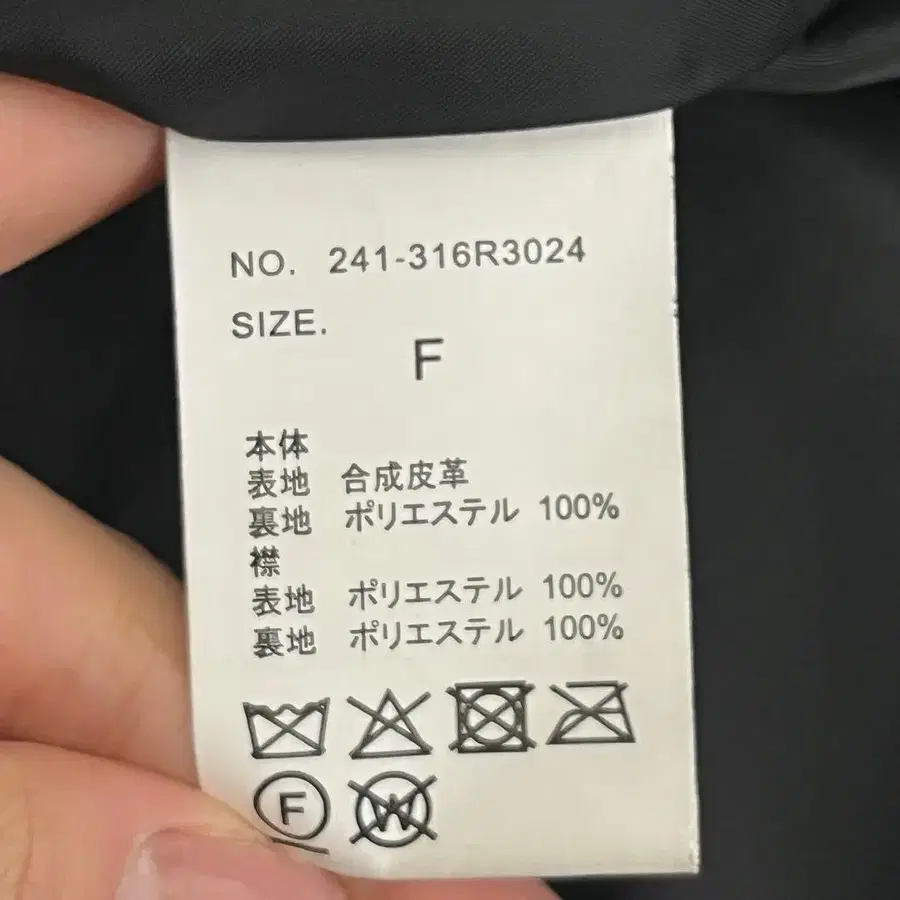 NO. 241-316R3024
SIZE.
F
本体
表地 合成皮革
裏地 ポリエステル 100%
襟
表地 ポリエステル 100%
裏地 ポリエステル 100%
F W